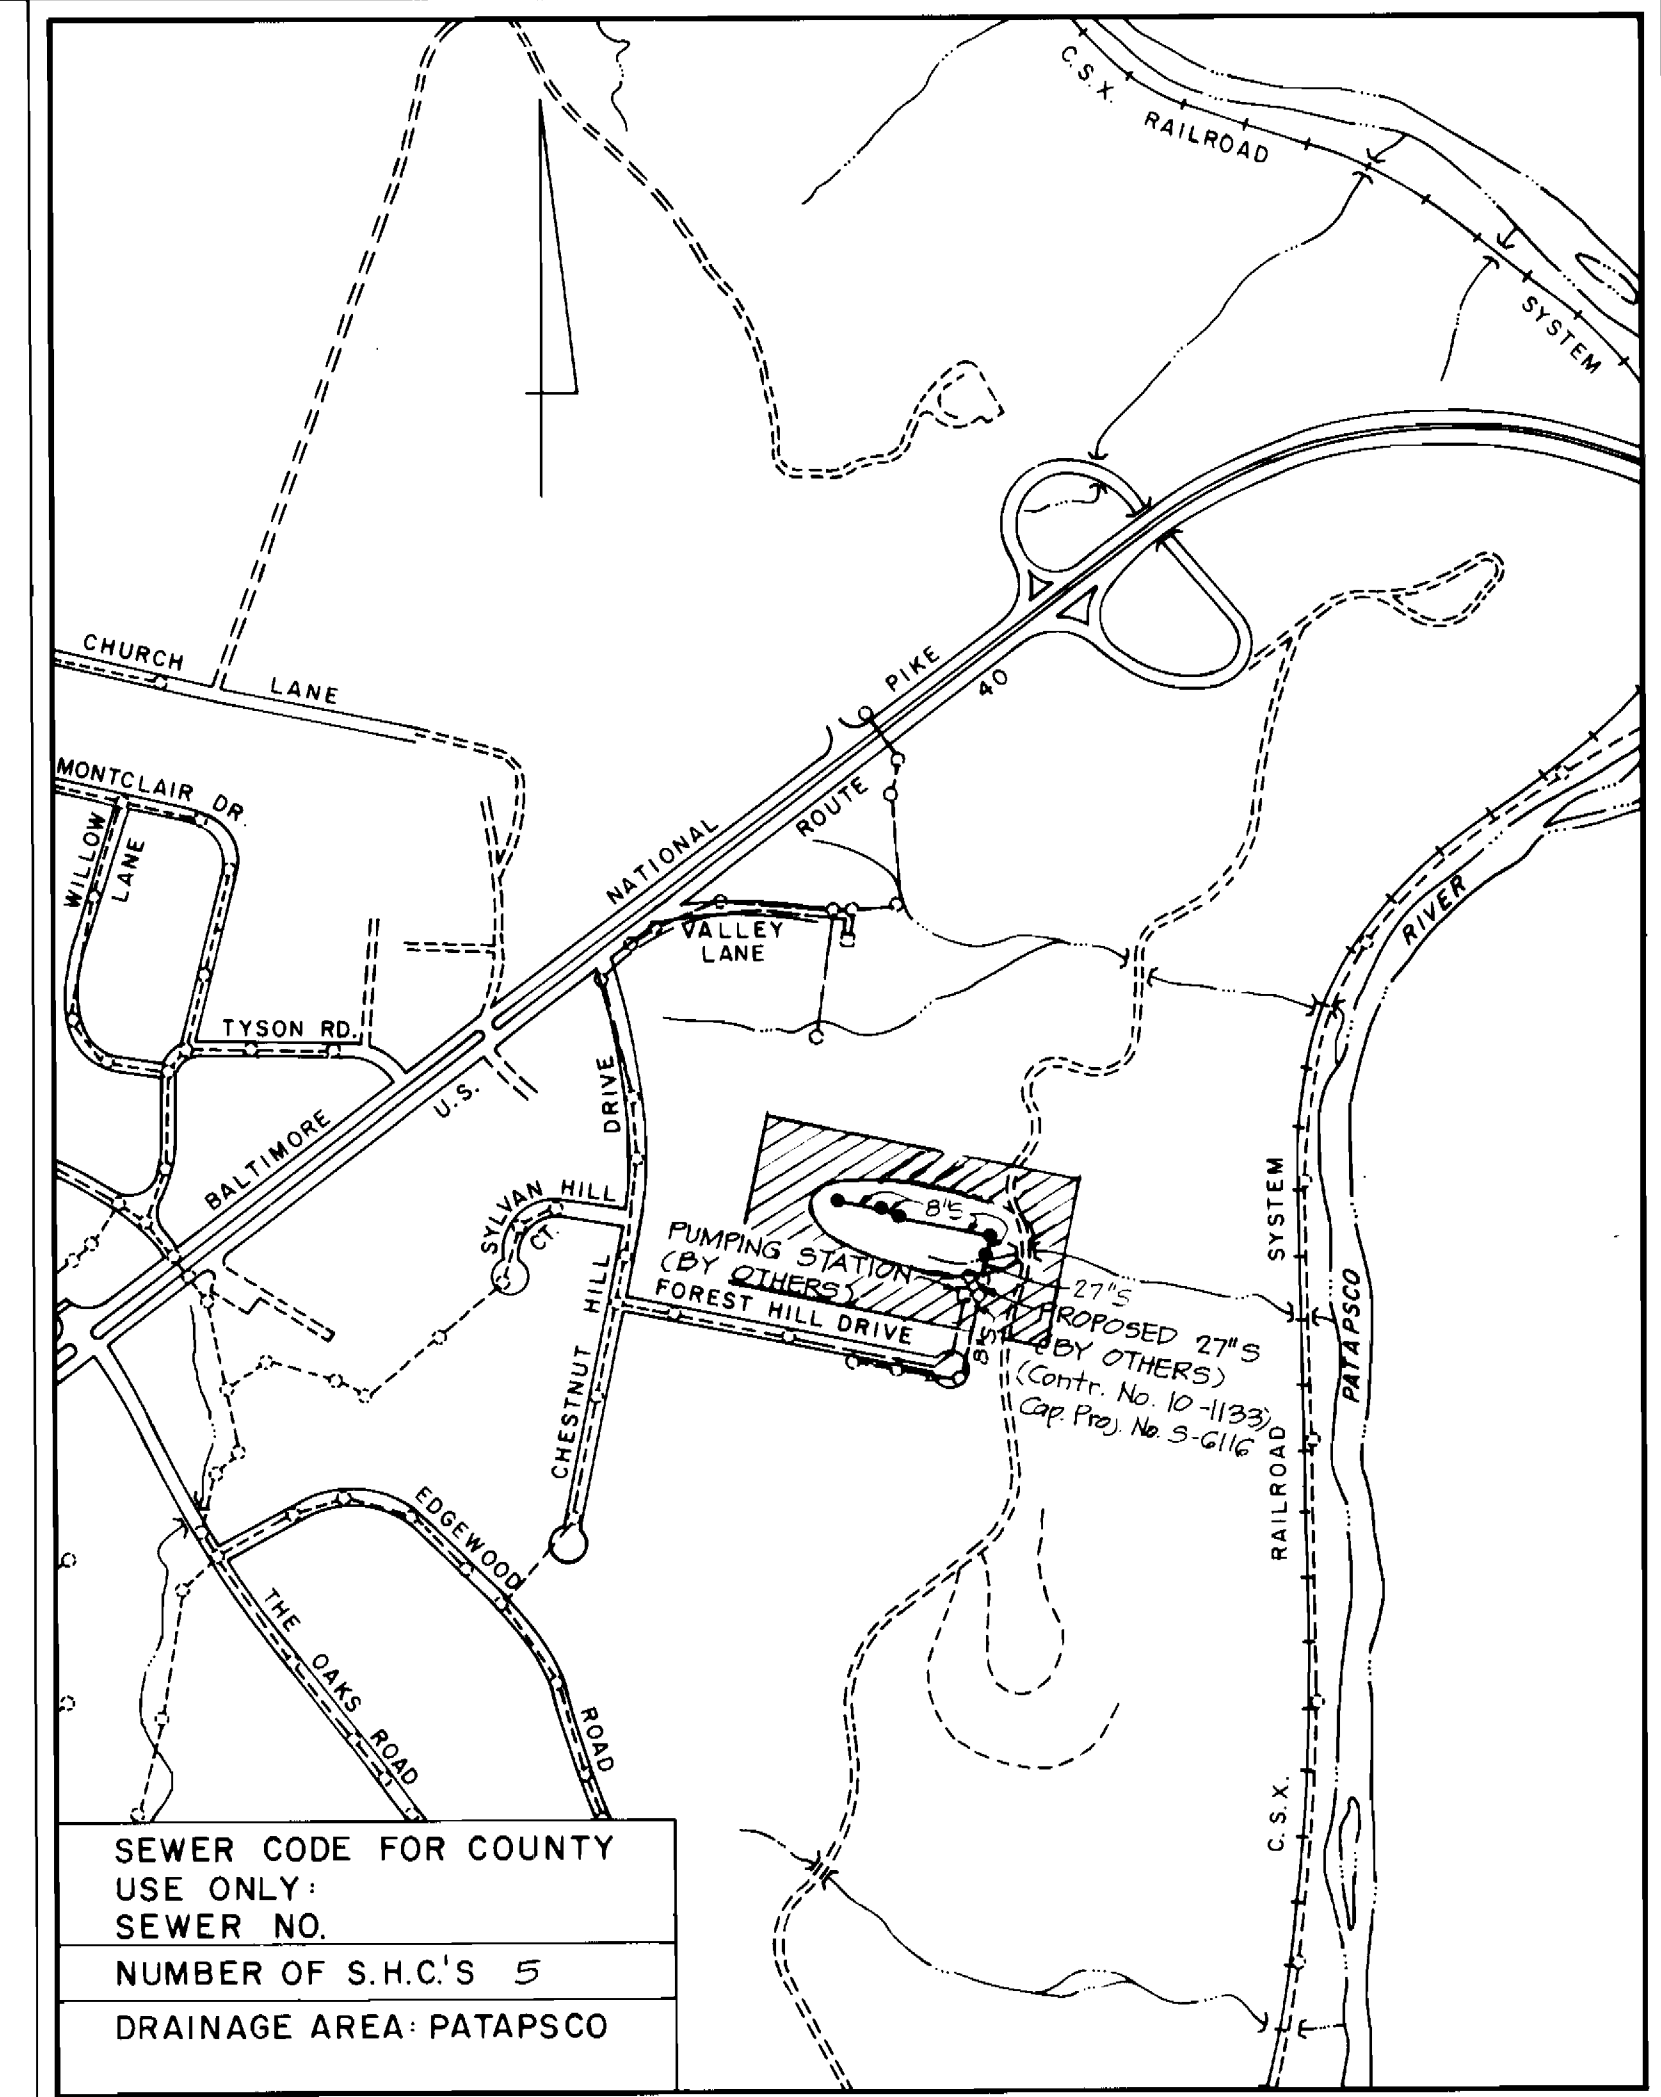 C.S.X.
RAILROAD
SYSTEM
CHURCH
LANE
PIKE
40
MONTCLAIR DR.
WILLOW
LANE
NATIONAL
ROUTE
VALLEY
LANE
RIVER
TYSON RD.
U.S.
BALTIMORE
DRIVE
SYLVAN HILL
CT.
8"S
PUMPING STATION
(BY OTHERS)
FOREST HILL DRIVE
8"S
27"S
PROPOSED 27"S
(BY OTHERS)
(Contr. No. 10-1133)
Cap. Proj. No. S-6116
CHESTNUT HILL
SYSTEM
PATAPSCO
RAILROAD
C.S.X.
EDGEWOOD
ROAD
THE OAKS ROAD
SEWER CODE FOR COUNTY
USE ONLY:
SEWER NO.
NUMBER OF S.H.C.'S 5
DRAINAGE AREA: PATAPSCO